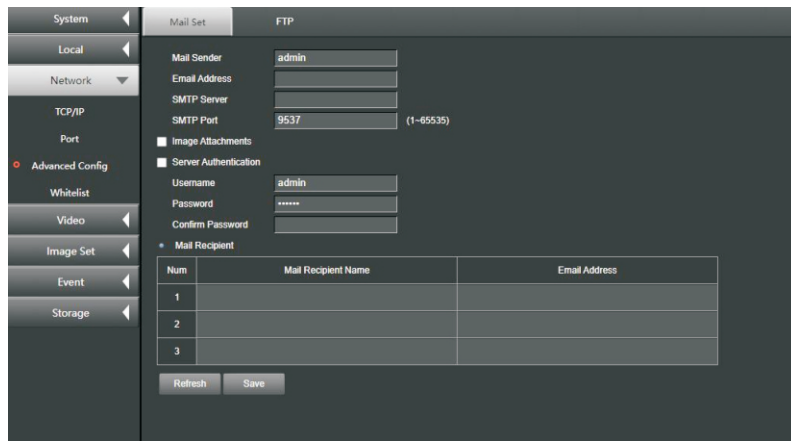 System
Local
Network
TCP/IP
Port
Advanced Config
Whitelist
Video
Image Set
Event
Storage
Mail Set FTP
Mail Sender admin
Email Address
SMTP Server
SMTP Port 9537 (1~65535)
Image Attachments
Server Authentication
Username admin
Password ••••••
Confirm Password
Mail Recipient
Num Mail Recipient Name Email Address
1
2
3
Refresh Save